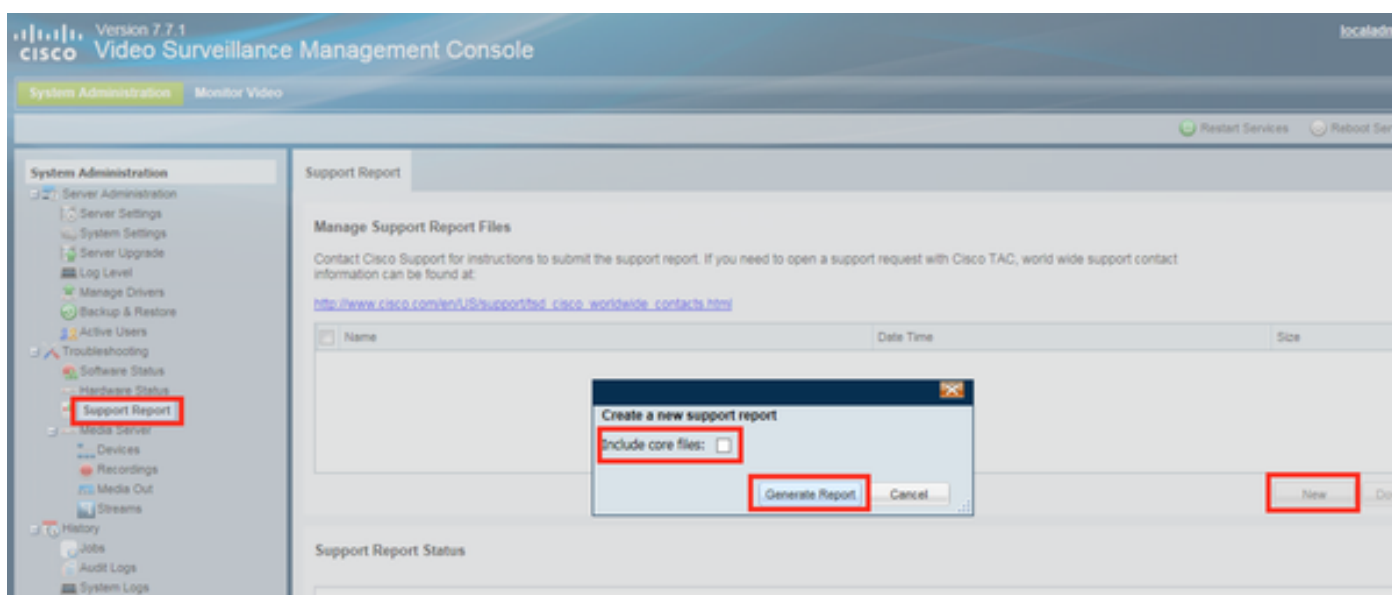 Version 7.7.1
cisco Video Surveillance Management Console
System Administration Monitor Video
Restart Services
System Administration
Server Administration
Server Settings
System Settings
Server Upgrade
Log Level
Manage Drivers
Backup & Restore
Active Users
Troubleshooting
Software Status
Hardware Status
Support Report
Media Server
Devices
Recordings
Media Out
Streams
History
Jobs
Audit Logs
System Logs
Support Report
Manage Support Report Files
Contact Cisco Support for instructions to submit the support report. If you need to open a support request with Cisco TAC, world wide support contact
information can be found at:
http://www.cisco.com/en/US/support/tsd_cisco_worldwide_contacts.html
Name Date Time Size
Create a new support report
Include core files:
Generate Report Cancel
New
Support Report Status